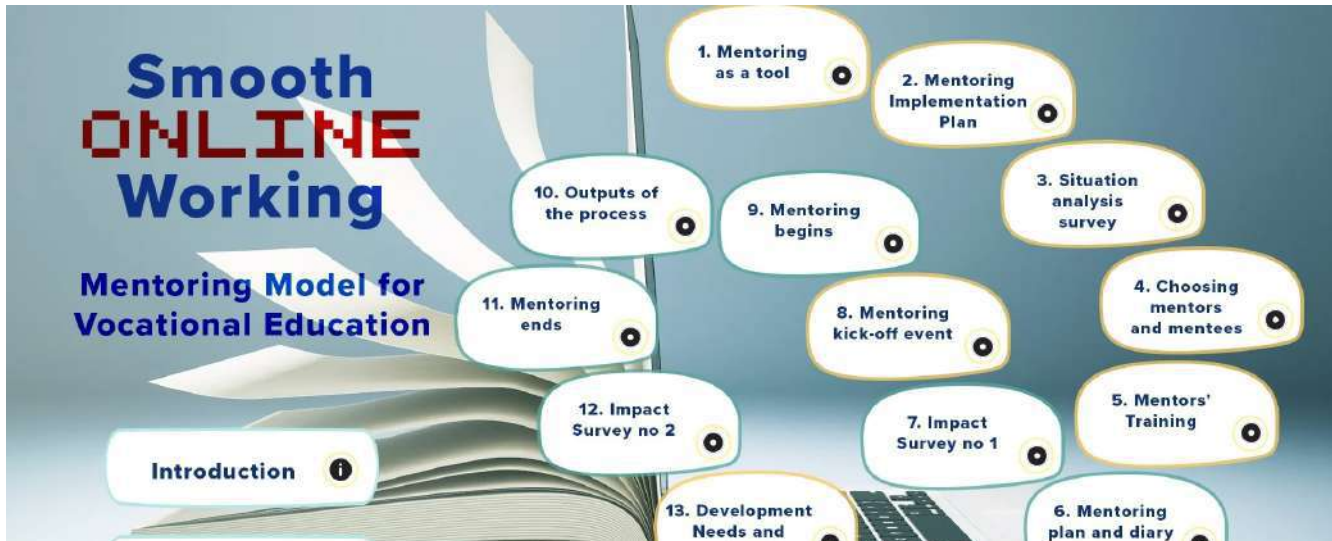 Smooth
ONLINE
Working
Mentoring Model for
Vocational Education
Introduction
1. Mentoring
as a tool
2. Mentoring
Implementation
Plan
3. Situation
analysis
survey
4. Choosing
mentors
and mentees
5. Mentors'
Training
6. Mentoring
plan and diary
7. Impact
Survey no 1
8. Mentoring
kick-off event
9. Mentoring
begins
10. Outputs of
the process
11. Mentoring
ends
12. Impact
Survey no 2
13. Development
Needs and